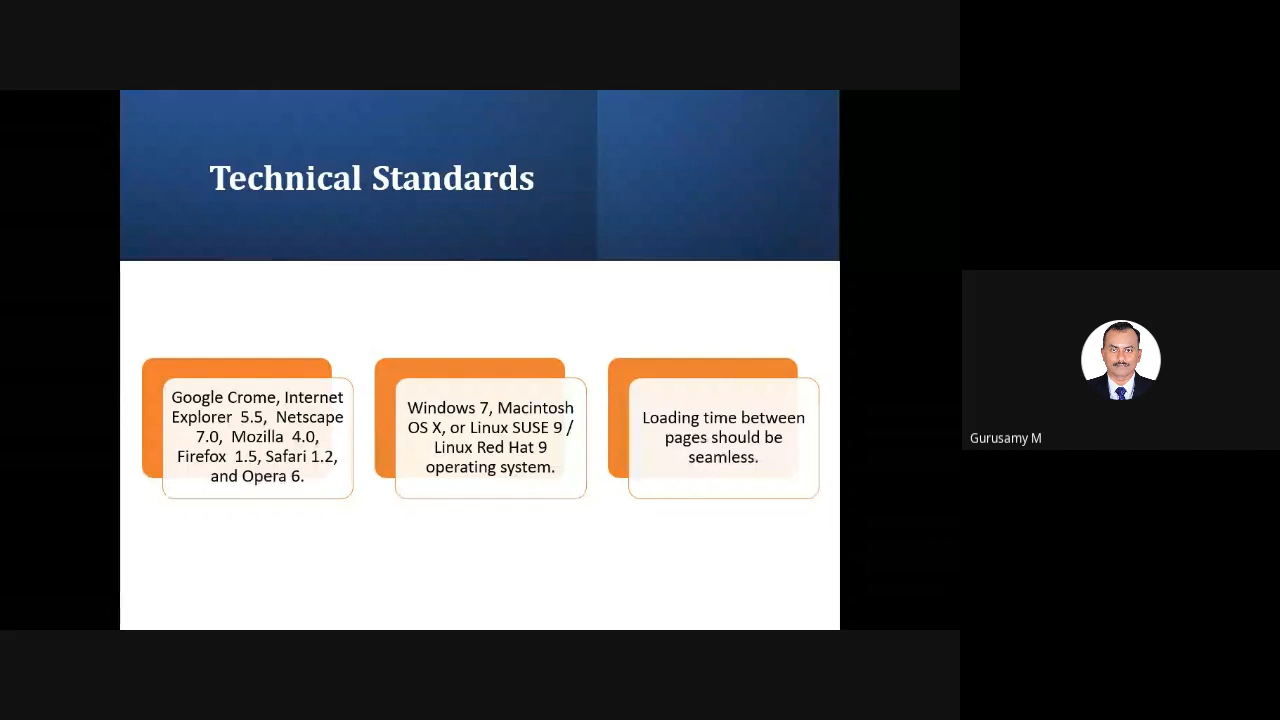 Technical Standards
Google Crome, Internet
Explorer 5.5, Netscape
7.0, Mozilla 4.0,
Firefox 1.5, Safari 1.2,
and Opera 6.
Windows 7, Macintosh
OS X, or Linux SUSE 9 /
Linux Red Hat 9
operating system.
Loading time between
pages should be
seamless.
Gurusamy M